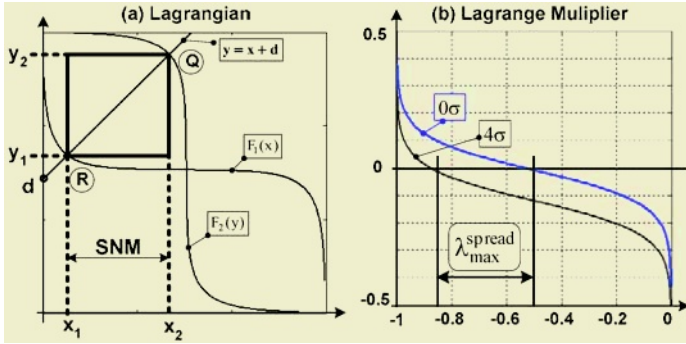 (a) Lagrangian
y₂
y₁
d
Q
R
y = x + d
F₁(x)
F₂(y)
SNM
x₁
x₂
(b) Lagrange Muliplier
0.5
0
-0.5
0σ
4σ
λ_max^spread
-1
-0.8
-0.6
-0.4
-0.2
0